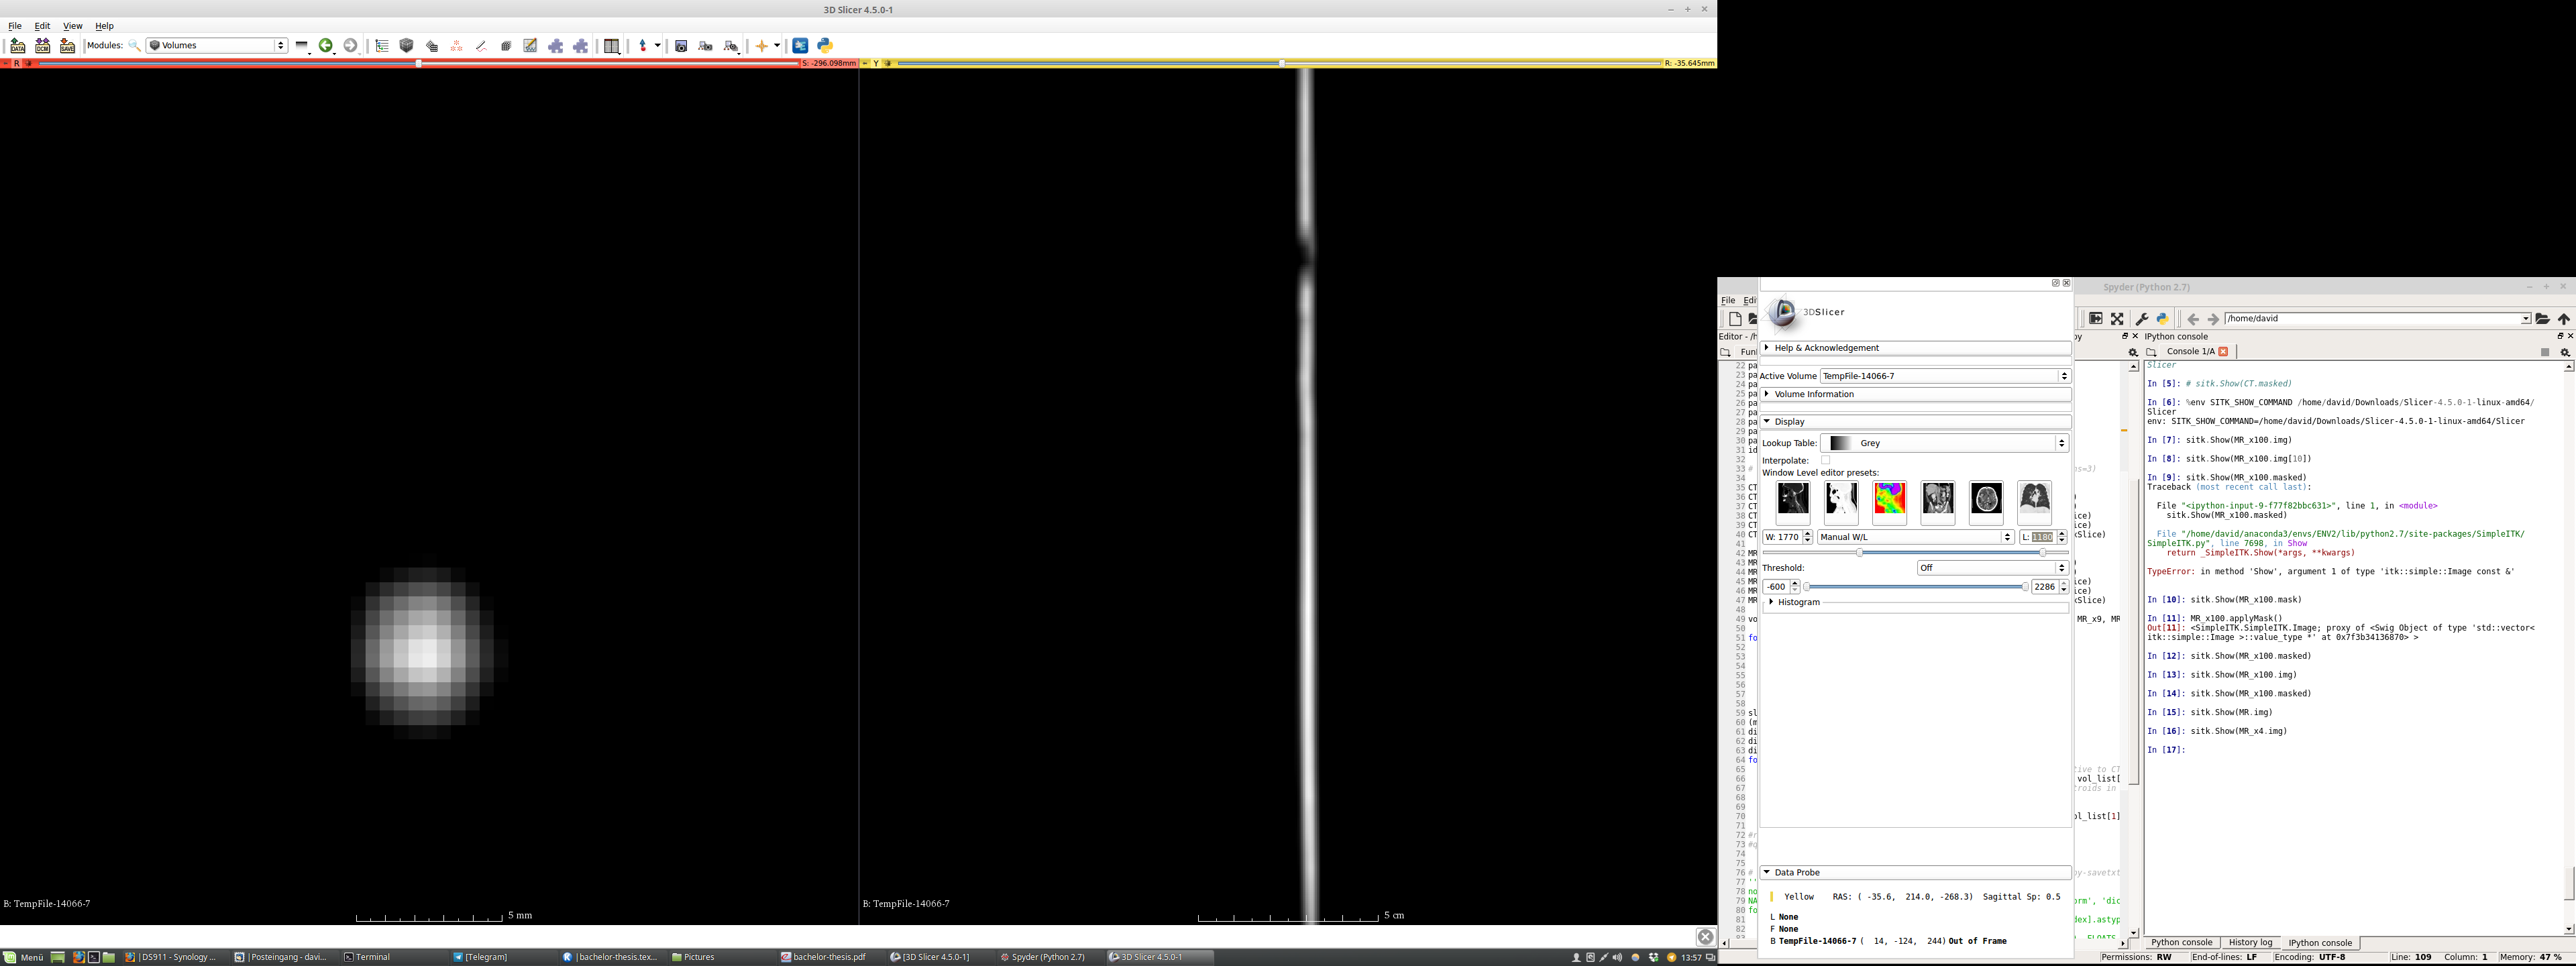 3D Slicer 4.5.0-1
File Edit View Help
DATA DCM SAVE Modules: Volumes
R S: -296.098mm Y R: -35.645mm
B: TempFile-14066-7 5 mm
B: TempFile-14066-7 5 cm
3DSlicer
Help & Acknowledgement
Active Volume TempFile-14066-7
Volume Information
Display
Lookup Table: Grey
Interpolate:
Window Level editor presets:
W: 1770 Manual W/L L: 1180
Threshold: Off
-600 2286
Histogram
Data Probe
Yellow RAS: ( -35.6, 214.0, -268.3) Sagittal Sp: 0.5
L None
F None
B TempFile-14066-7 ( 14, -124, 244) Out of Frame
Spyder (Python 2.7)
File
/home/david
IPython console
Console 1/A
Slicer
In [5]: # sitk.Show(CT.masked)
In [6]: %env SITK_SHOW_COMMAND /home/david/Downloads/Slicer-4.5.0-1-linux-amd64/
Slicer
env: SITK_SHOW_COMMAND=/home/david/Downloads/Slicer-4.5.0-1-linux-amd64/Slicer
In [7]: sitk.Show(MR_x100.img)
In [8]: sitk.Show(MR_x100.img[10])
In [9]: sitk.Show(MR_x100.masked)
Traceback (most recent call last):
File "<ipython-input-9-f77f82bbc631>", line 1, in <module>
sitk.Show(MR_x100.masked)
File "/home/david/anaconda3/envs/ENV2/lib/python2.7/site-packages/SimpleITK/
SimpleITK.py", line 7698, in Show
return _SimpleITK.Show(*args, **kwargs)
TypeError: in method 'Show', argument 1 of type 'itk::simple::Image const &'
In [10]: sitk.Show(MR_x100.mask)
In [11]: MR_x100.applyMask()
Out[11]: <SimpleITK.SimpleITK.Image; proxy of <Swig Object of type 'std::vector<
itk::simple::Image >::value_type *' at 0x7f3b34136870> >
In [12]: sitk.Show(MR_x100.masked)
In [13]: sitk.Show(MR_x100.img)
In [14]: sitk.Show(MR_x100.masked)
In [15]: sitk.Show(MR.img)
In [16]: sitk.Show(MR_x4.img)
In [17]:
Python console History log IPython console
Permissions: RW End-of-lines: LF Encoding: UTF-8 Line: 109 Column: 1 Memory: 47 %
Menü |DS911 - Synology ... |Posteingang - davi... Terminal [Telegram] |bachelor-thesis.tex... Pictures bachelor-thesis.pdf [3D Slicer 4.5.0-1] Spyder (Python 2.7) 3D Slicer 4.5.0-1 13:57